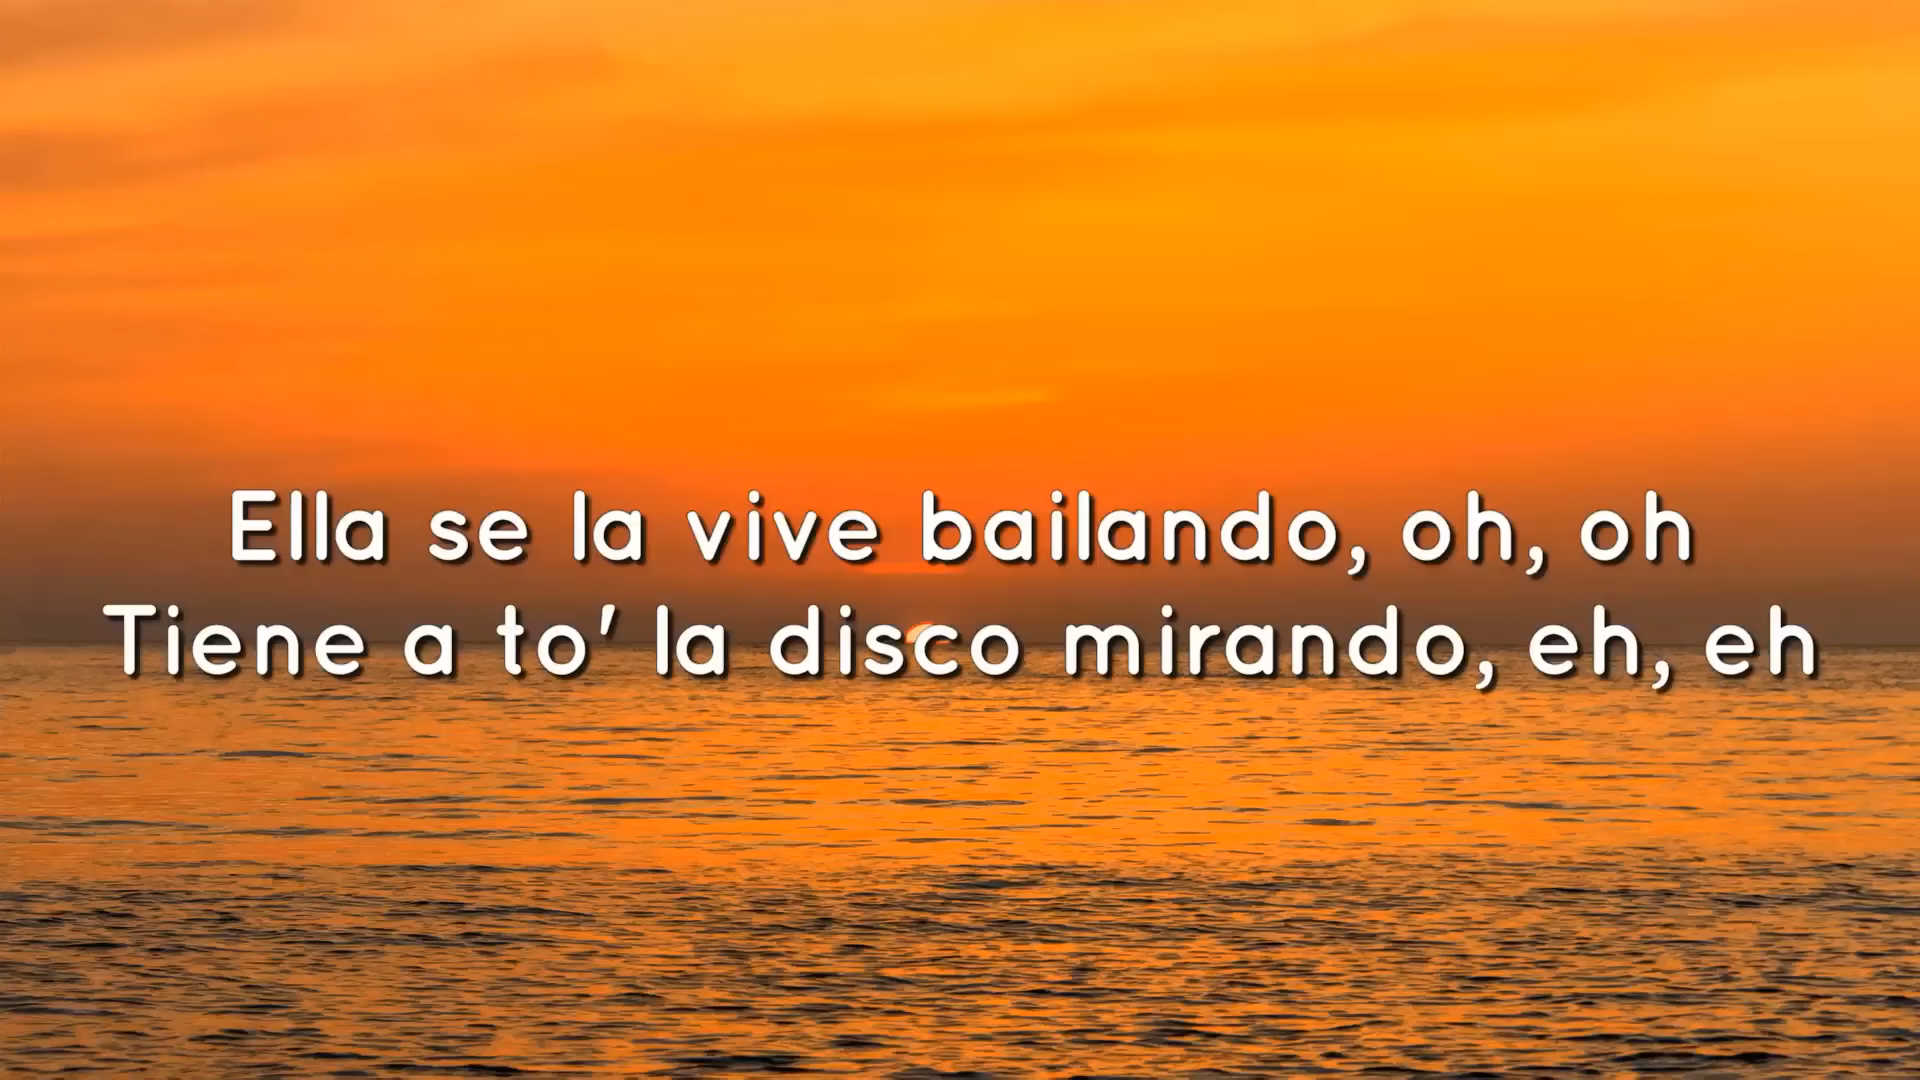 Ella se la vive bailando, oh, oh
Tiene a to' la disco mirando, eh, eh